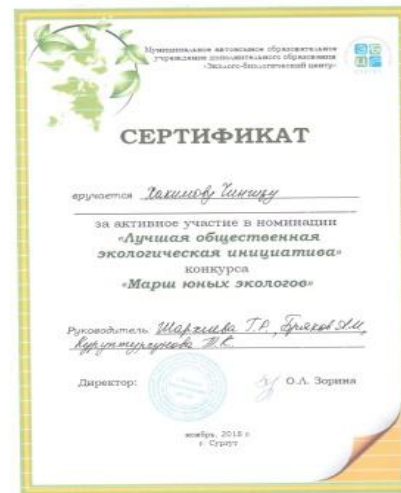 Муниципальное автономное образовательное
учреждение дополнительного образования
«Эколого-биологический центр»
СЕРТИФИКАТ
вручается Хакимову Чингизу
за активное участие в номинации
«Лучшая общественная
экологическая инициатива»
конкурса
«Марш юных экологов»
Руководитель: Т.Р.,
Директор: О.А. Зорина
ноябрь, 2018 г.
г. Сургут